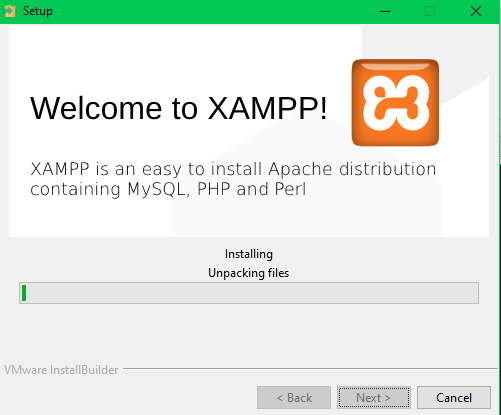 Setup
Welcome to XAMPP!
XAMPP is an easy to install Apache distribution
containing MySQL, PHP and Perl
Installing
Unpacking files
VMware InstallBuilder
< Back
Next >
Cancel